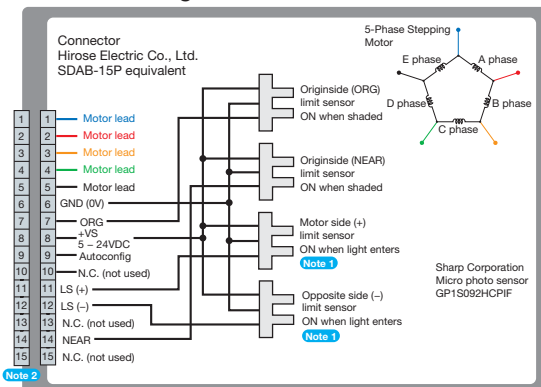 Connector
Hirose Electric Co., Ltd.
SDAB-15P equivalent
5-Phase Stepping
Motor
E phase
A phase
D phase
B phase
C phase
1 1 Motor lead
2 2 Motor lead
3 3 Motor lead
4 4 Motor lead
5 5 Motor lead
6 6 GND (0V)
7 7 ORG
8 8 +VS
5 – 24VDC
9 9 Autoconfig
10 10 N.C. (not used)
11 11 LS (+)
12 12 LS (–)
13 13 N.C. (not used)
14 14 NEAR
15 15 N.C. (not used)
Note 2
Originside (ORG)
limit sensor
ON when shaded
Originside (NEAR)
limit sensor
ON when shaded
Motor side (+)
limit sensor
ON when light enters
Note 1
Opposite side (–)
limit sensor
ON when light enters
Note 1
Sharp Corporation
Micro photo sensor
GP1S092HCPIF